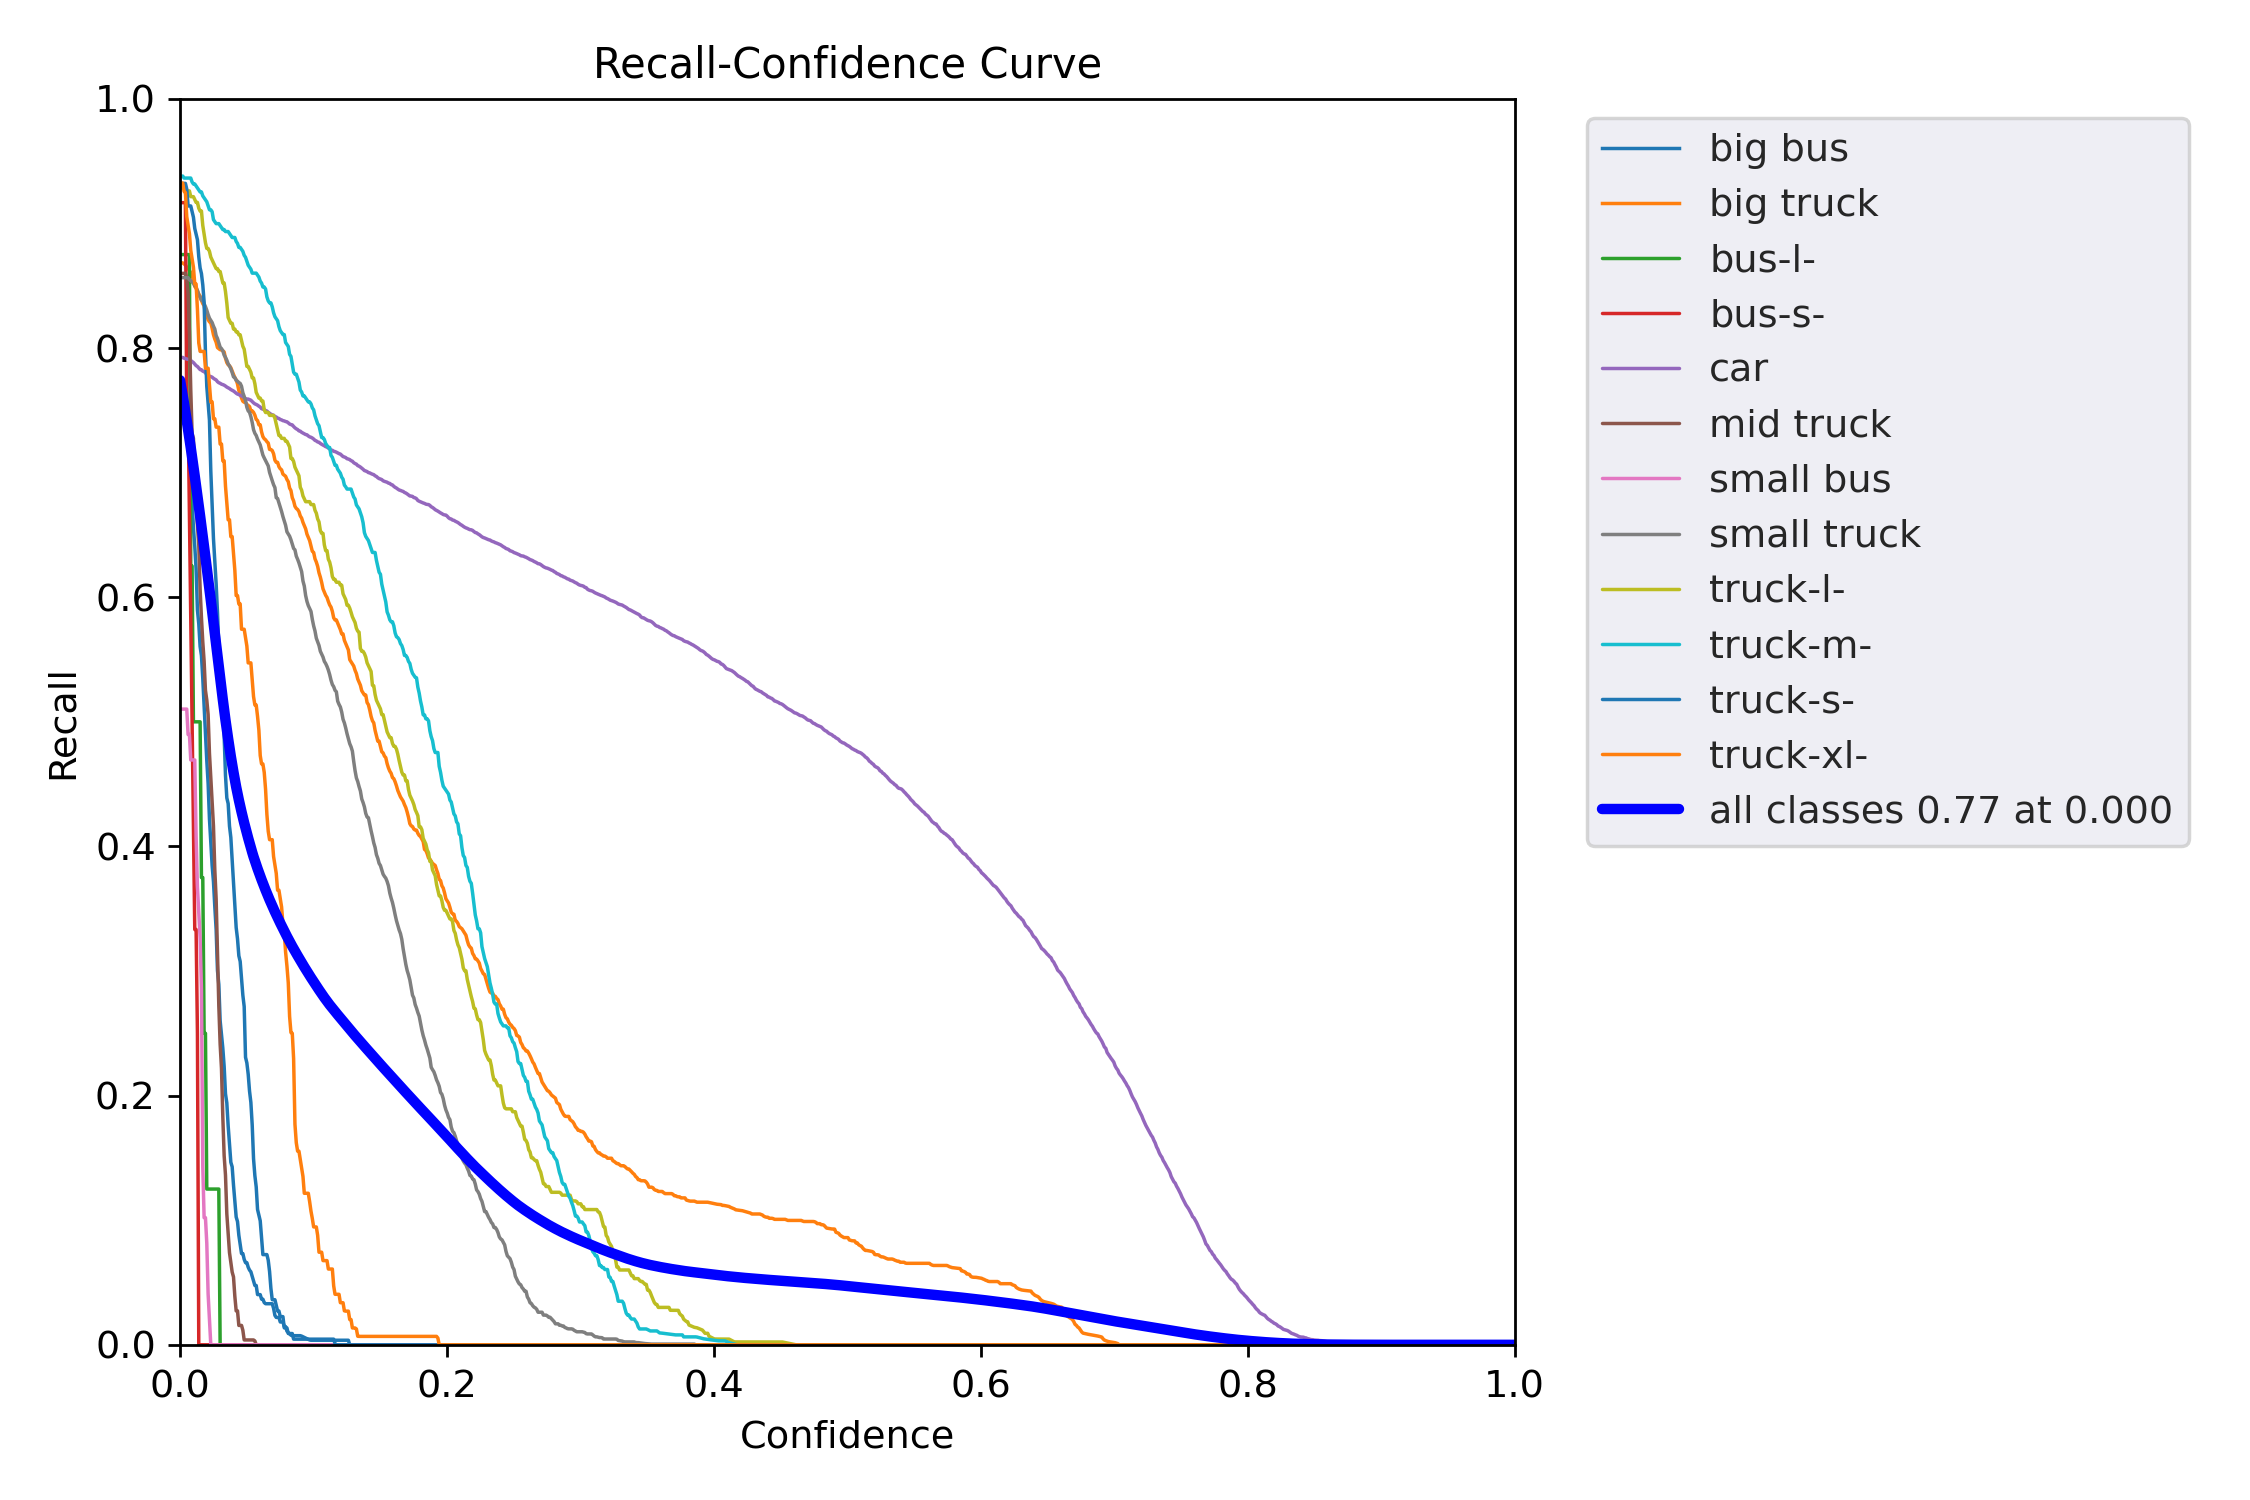 Recall-Confidence Curve
1.0
0.8
0.6
0.4
0.2
0.0
Recall
0.0 0.2 0.4 0.6 0.8 1.0
Confidence
big bus
big truck
bus-l-
bus-s-
car
mid truck
small bus
small truck
truck-l-
truck-m-
truck-s-
truck-xl-
all classes 0.77 at 0.000